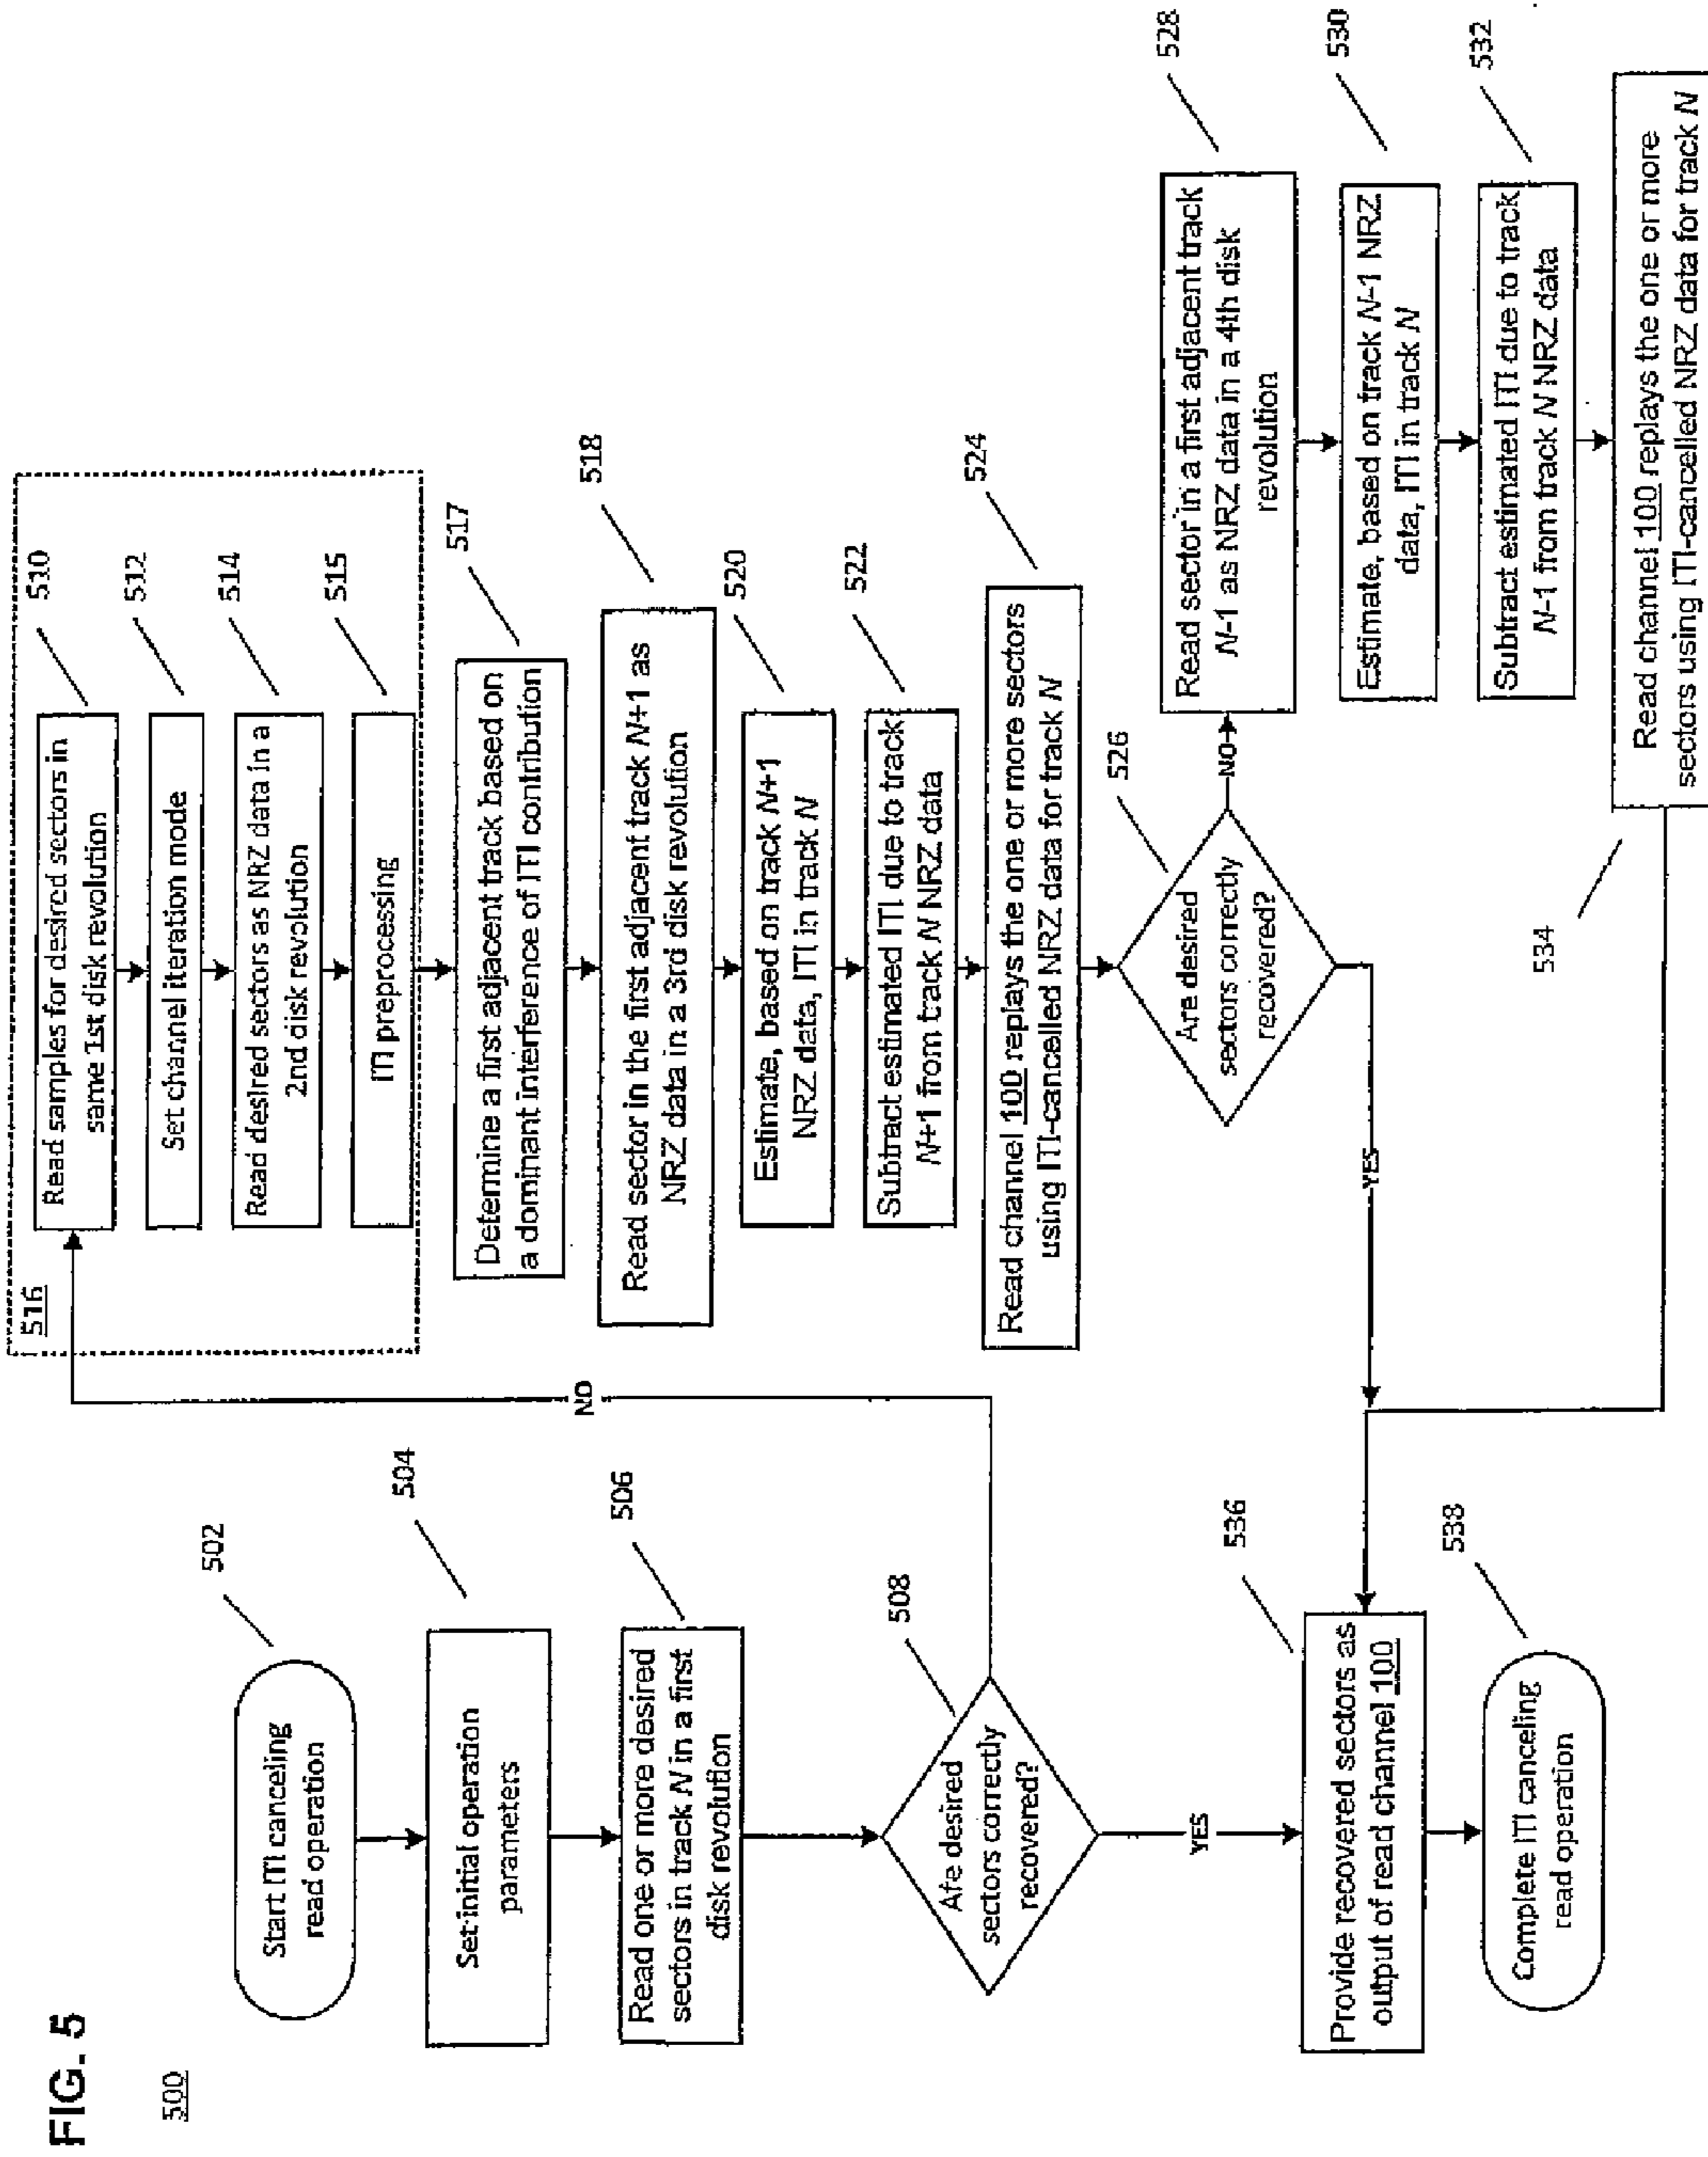 FIG. 5
500
502
Start ITI canceling
read operation
504
Set initial operation
parameters
506
Read one or more desired
sectors in track N in a first
disk revolution
508
Are desired
sectors correctly
recovered?
NO
YES
516
510
Read samples for desired sectors in
same 1st disk revolution
512
Set channel iteration mode
514
Read desired sectors as NRZ data in a
2nd disk revolution
515
ITI preprocessing
517
Determine a first adjacent track based on
a dominant interference of ITI contribution
518
Read sector in the first adjacent track N+1 as
NRZ data in a 3rd disk revolution
520
Estimate, based on track N+1
NRZ data, ITI in track N
522
Subtract estimated ITI due to track
N+1 from track N NRZ data
524
Read channel 100 replays the one or more sectors
using ITI-cancelled NRZ data for track N
526
Are desired
sectors correctly
recovered?
NO
YES
528
Read sector in a first adjacent track
N-1 as NRZ data in a 4th disk
revolution
530
Estimate, based on track N-1 NRZ
data, ITI in track N
532
Subtract estimated ITI due to track
N-1 from track N NRZ data
534
Read channel 100 replays the one or more
sectors using ITI-cancelled NRZ data for track N
536
Provide recovered sectors as
output of read channel 100
538
Complete ITI canceling
read operation